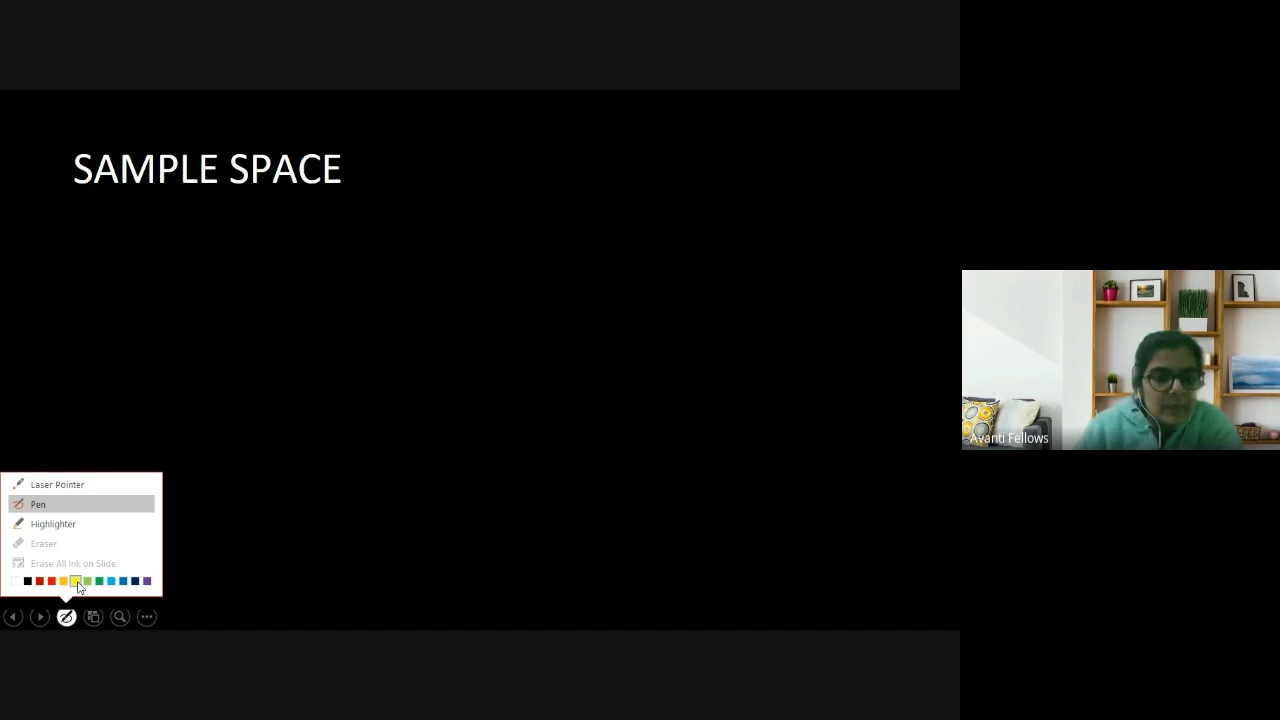 SAMPLE SPACE
Avanti Fellows
Laser Pointer
Pen
Highlighter
Eraser
Erase All Ink on Slide